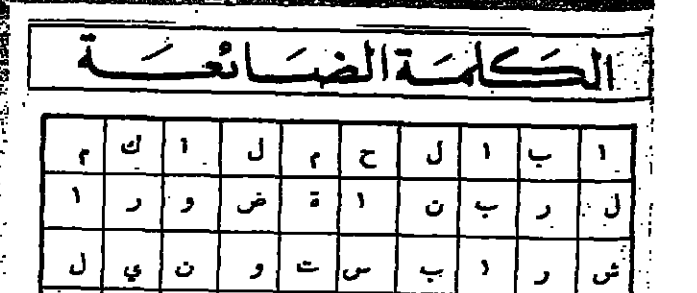 الكلمة الضائعة
ا ب ا ل ح م ل ا ك م
ل ر ب ن ا ة ض و ر ا
ش ر ا ب س ت و ن ي ل